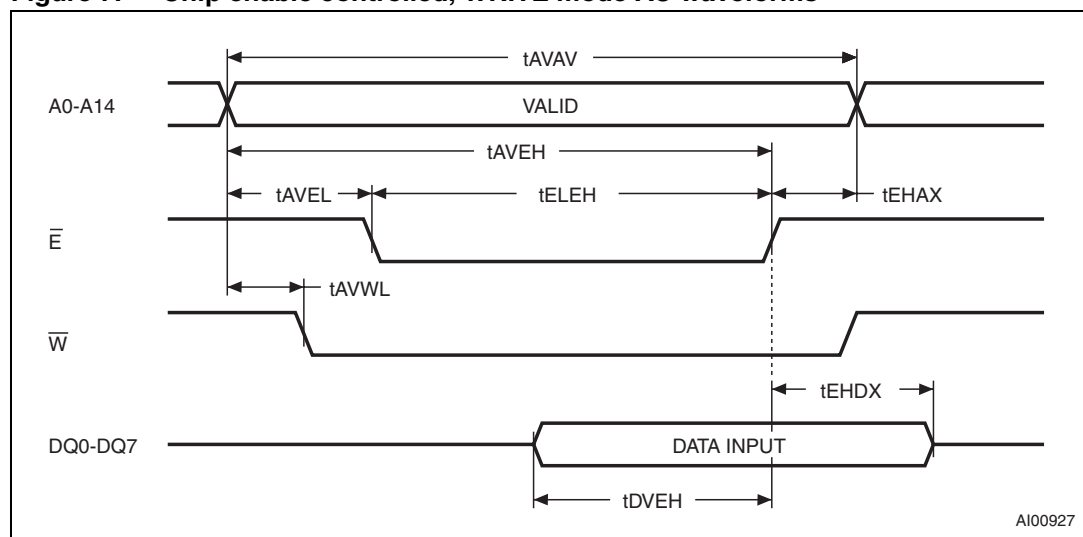 Figure 7. Chip enable controlled, WRITE mode AC waveforms
tAVAV
A0-A14
VALID
tAVEH
tAVEL
tELEH
tEHAX
E
tAVWL
W
tEHDX
DQ0-DQ7
DATA INPUT
tDVEH
AI00927